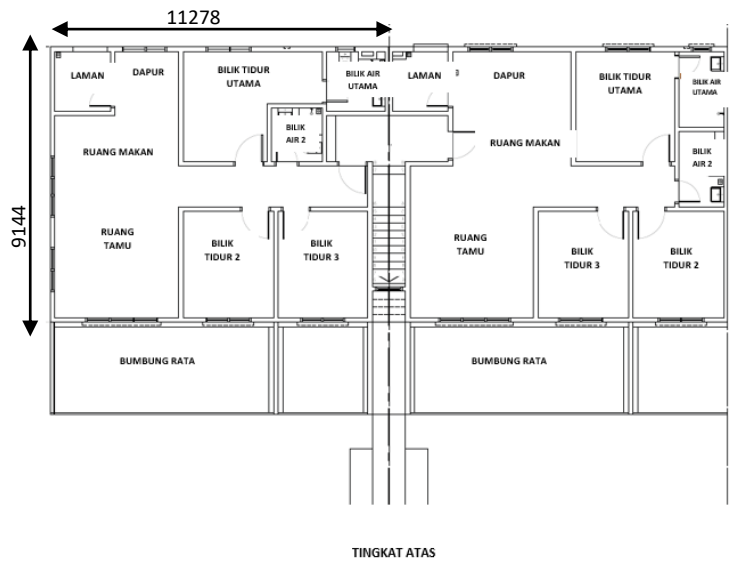 11278
9144
LAMAN
DAPUR
BILIK TIDUR
UTAMA
BILIK AIR
UTAMA
LAMAN
DAPUR
BILIK TIDUR
UTAMA
BILIK AIR
UTAMA
BILIK
AIR 2
RUANG MAKAN
RUANG MAKAN
BILIK
AIR 2
RUANG
TAMU
BILIK
TIDUR 2
BILIK
TIDUR 3
RUANG
TAMU
BILIK
TIDUR 3
BILIK
TIDUR 2
BUMBUNG RATA
BUMBUNG RATA
TINGKAT ATAS